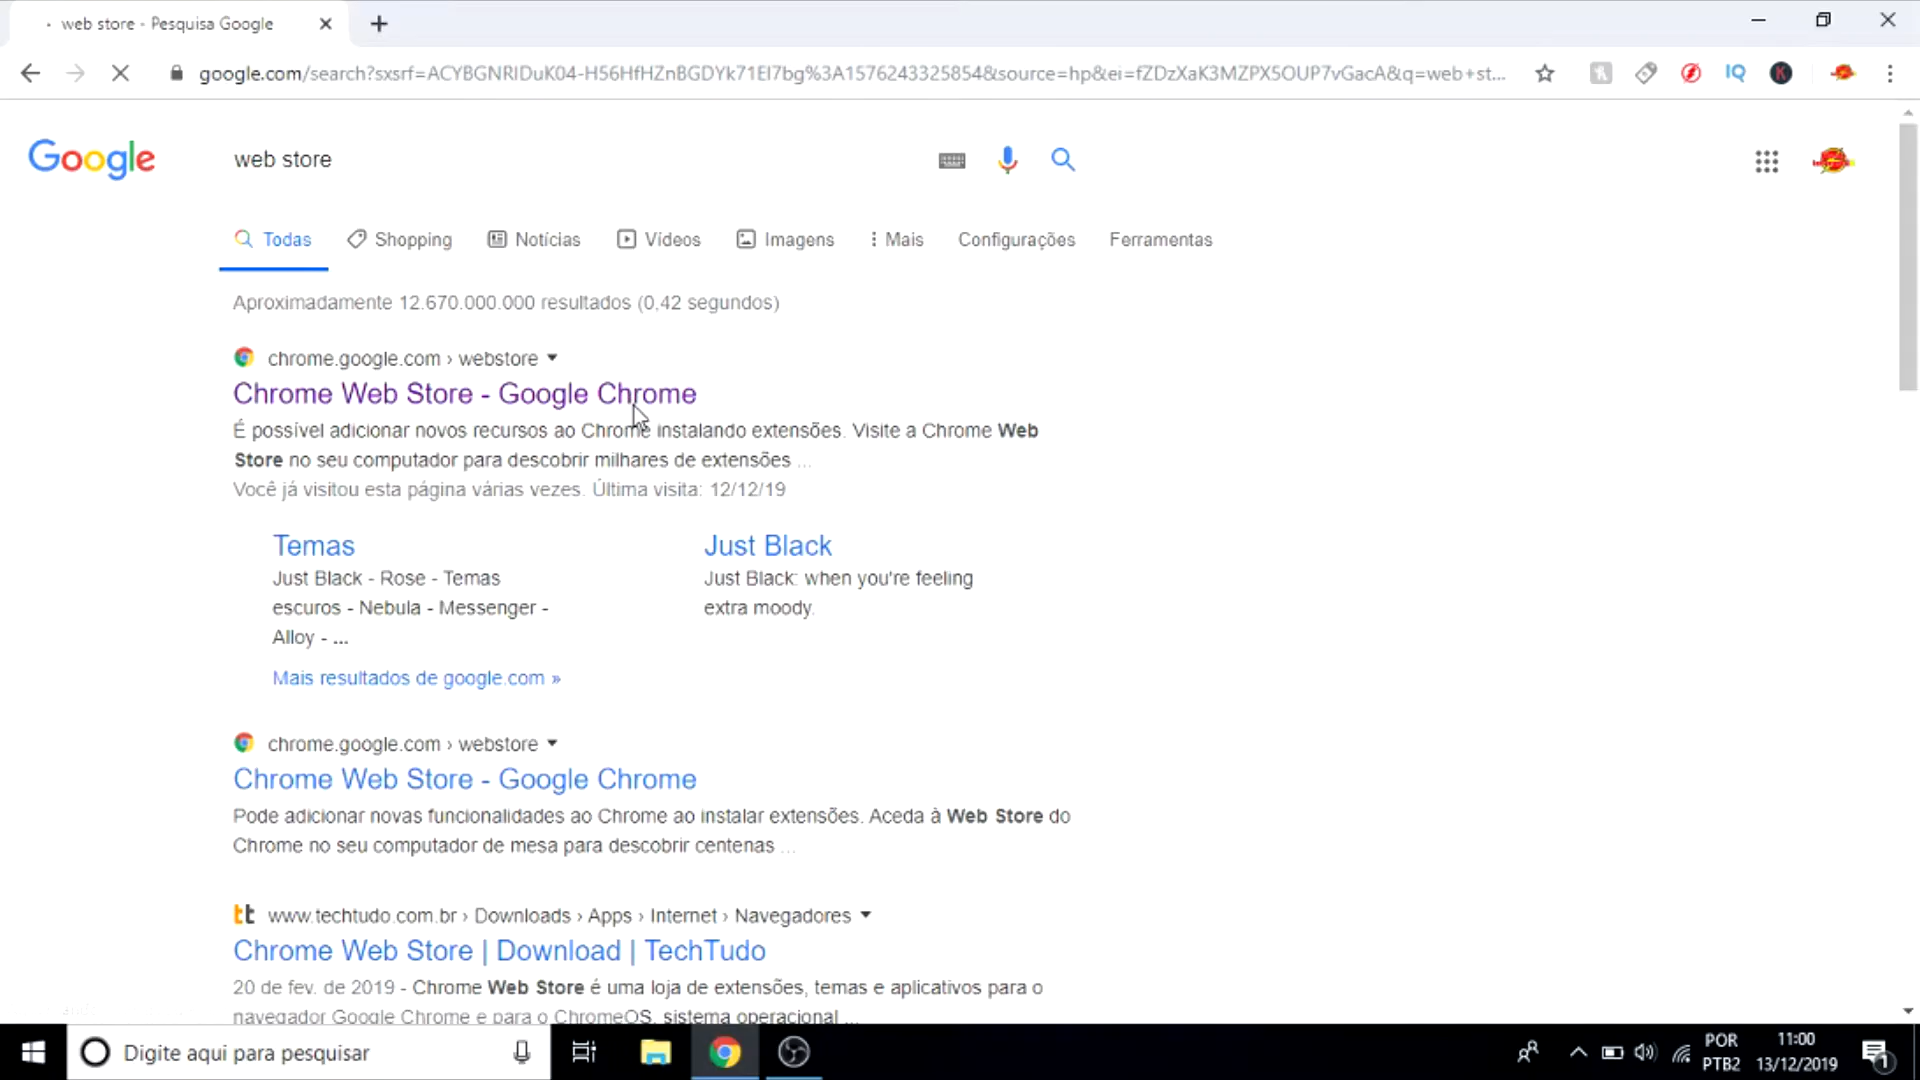 web store - Pesquisa Google
google.com/search?sxsrf=ACYBGNRIDuK04-H56HfHZnBGDYk71EI7bg%3A1576243325854&source=hp&ei=fZDzXaK3MZPX5OUP7vGacA&q=web+st...
IQ
K
Google
web store
Todas
Shopping
Notícias
Vídeos
Imagens
Mais
Configurações
Ferramentas
Aproximadamente 12.670.000.000 resultados (0,42 segundos)
chrome.google.com › webstore
Chrome Web Store - Google Chrome
É possível adicionar novos recursos ao Chrome instalando extensões. Visite a Chrome Web
Store no seu computador para descobrir milhares de extensões ...
Você já visitou esta página várias vezes. Última visita: 12/12/19
Temas
Just Black - Rose - Temas
escuros - Nebula - Messenger -
Alloy - ...
Just Black
Just Black: when you're feeling
extra moody.
Mais resultados de google.com »
chrome.google.com › webstore
Chrome Web Store - Google Chrome
Pode adicionar novas funcionalidades ao Chrome ao instalar extensões. Aceda à Web Store do
Chrome no seu computador de mesa para descobrir centenas ...
tt www.techtudo.com.br › Downloads › Apps › Internet › Navegadores
Chrome Web Store | Download | TechTudo
20 de fev. de 2019 - Chrome Web Store é uma loja de extensões, temas e aplicativos para o
navegador Google Chrome e para o ChromeOS, sistema operacional ...
Digite aqui para pesquisar
POR
PTB2
11:00
13/12/2019
1